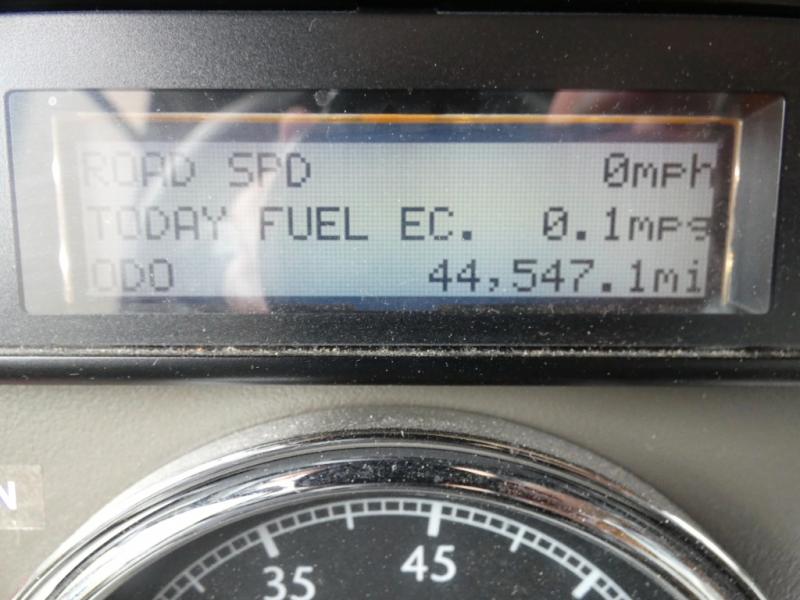 ROAD SPD 0mph
TODAY FUEL EC. 0.1mpg
ODO 44,547.1mi
N
35 45